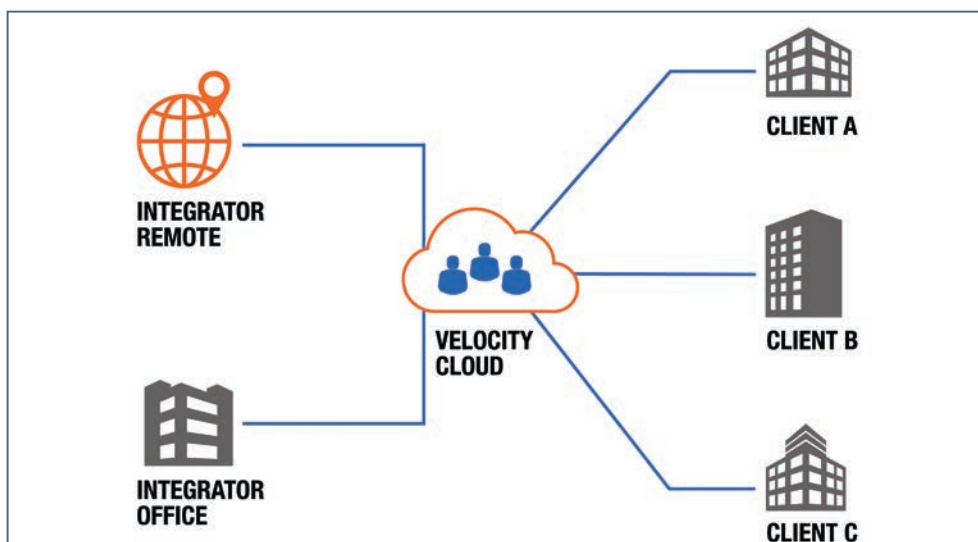 INTEGRATOR
REMOTE
INTEGRATOR
OFFICE
VELOCITY
CLOUD
CLIENT A
CLIENT B
CLIENT C